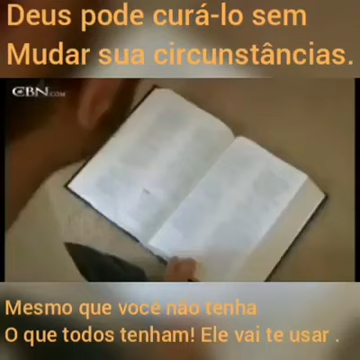 Deus pode curá-lo sem
Mudar sua circunstâncias.
CBN.COM
Mesmo que você não tenha
O que todos tenham! Ele vai te usar .